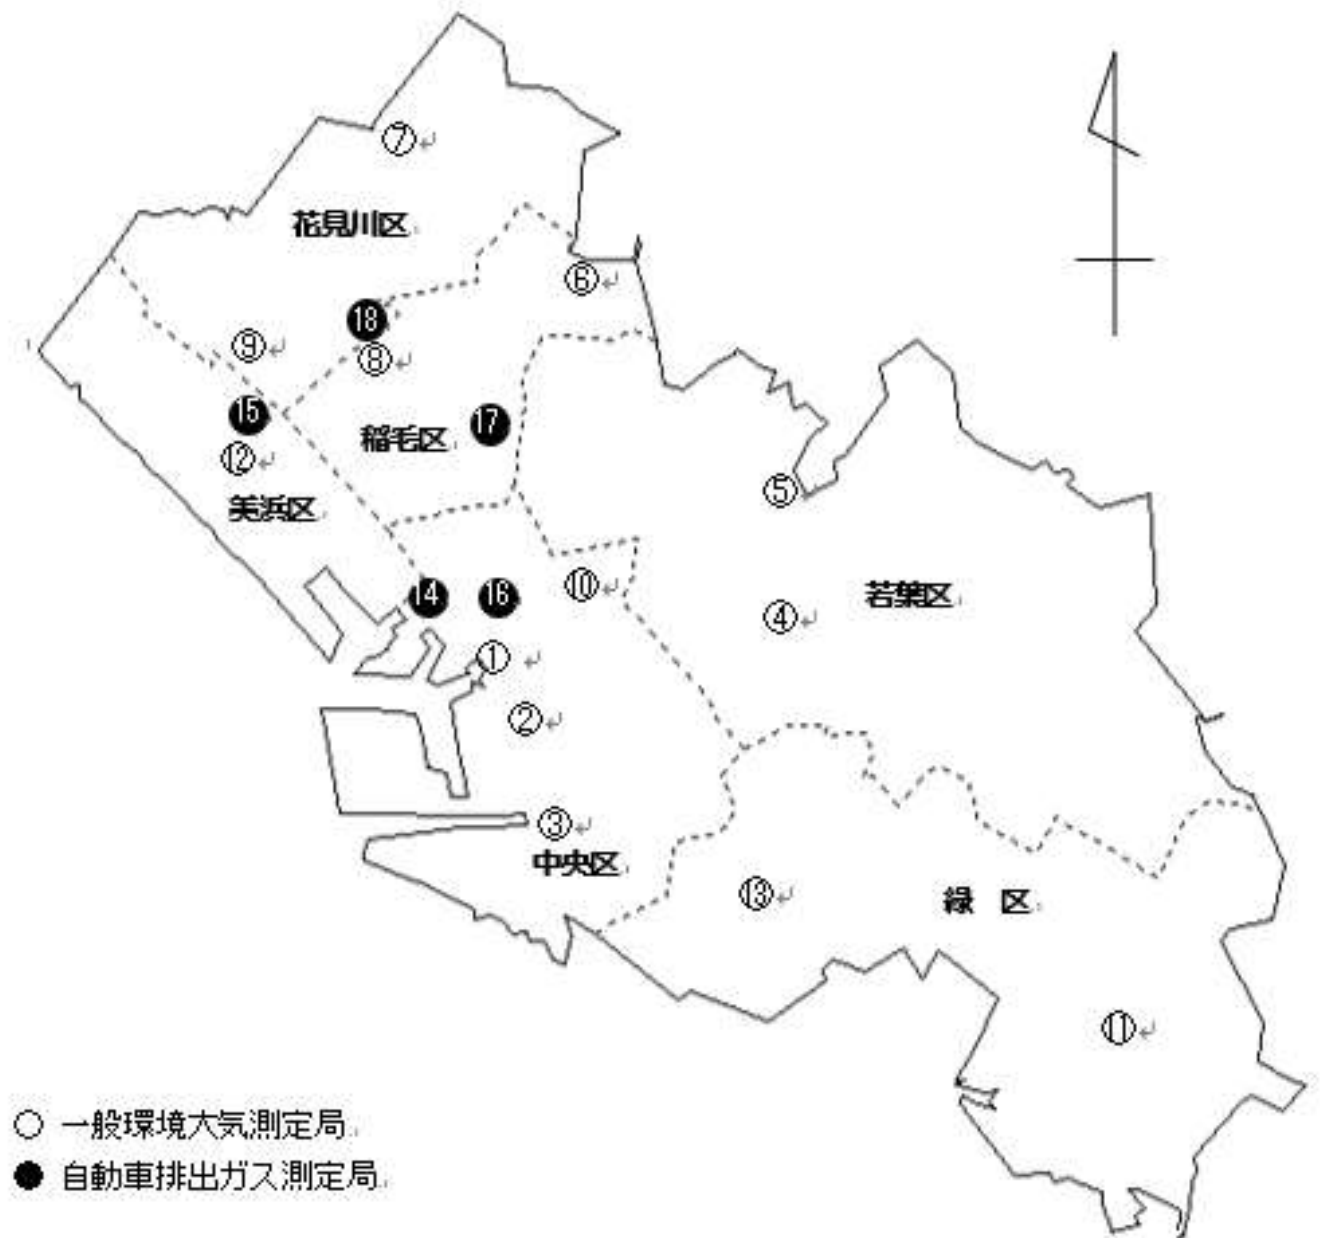 ⑦
花見川区
⑥
⑱
⑨
⑧
⑮
⑰
稲毛区
⑫
美浜区
⑤
⑭
⑯
⑩
若葉区
④
①
②
③
中央区
⑬
緑 区
⑪
○ 一般環境大気測定局
● 自動車排出ガス測定局